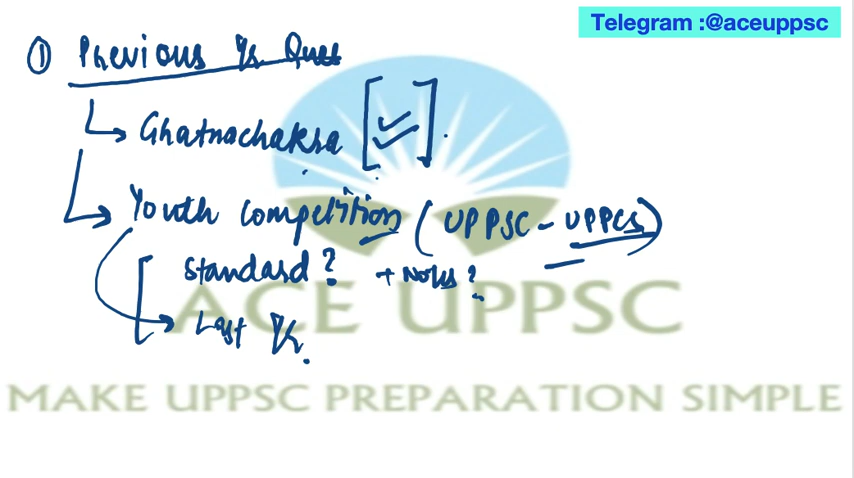 Telegram :@aceuppsc
① Previous Yr Ques
Ghatnachakra [✓✓].
Youth Competition (UPPSC - UPPCS)
Standard? + Notes?
Last Yr.
ACE UPPSC
MAKE UPPSC PREPARATION SIMPLE